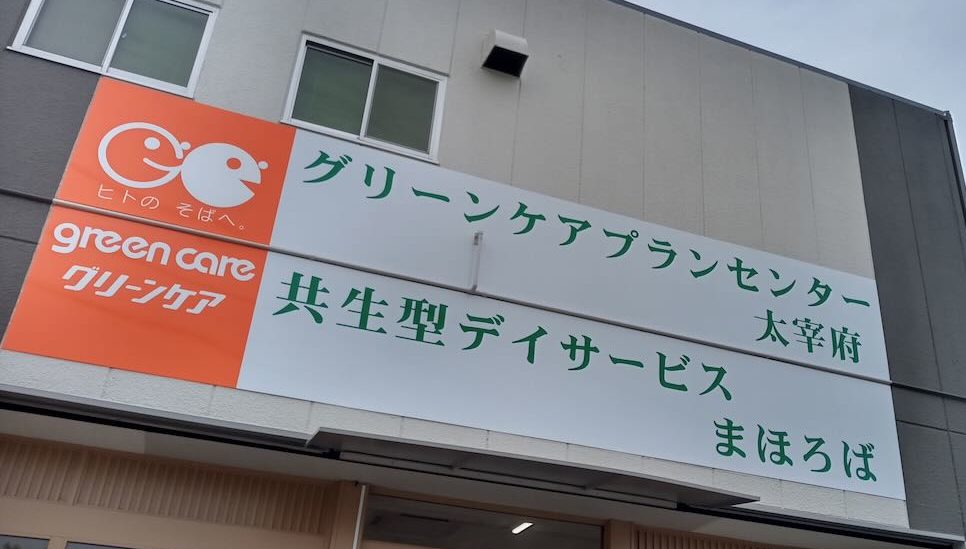 ヒトの そばへ。
green care
グリーンケア
グリーンケアプランセンター
太宰府
共生型デイサービス
まほろば